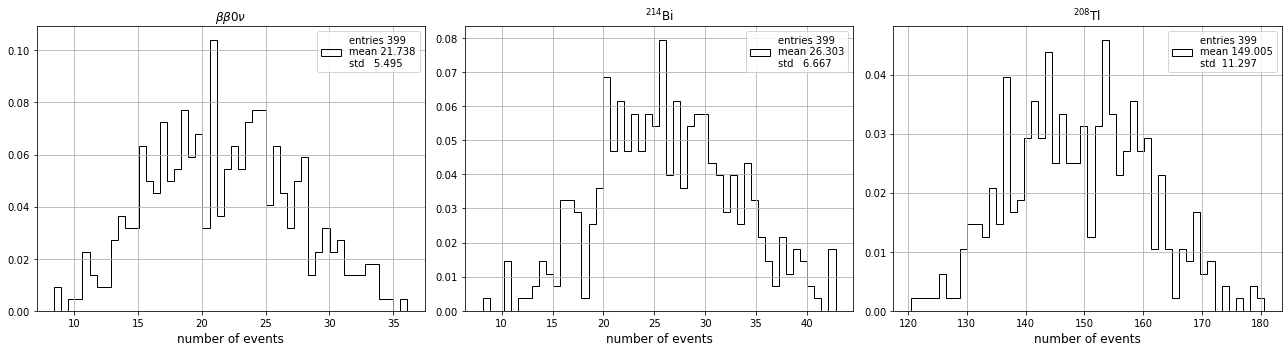 ββ0ν
entries 399
mean 21.738
std 5.495
0.10
0.08
0.06
0.04
0.02
0.00
10 15 20 25 30 35
number of events
²¹⁴Bi
entries 399
mean 26.303
std 6.667
0.08
0.07
0.06
0.05
0.04
0.03
0.02
0.01
0.00
10 15 20 25 30 35 40
number of events
²⁰⁸Tl
entries 399
mean 149.005
std 11.297
0.04
0.03
0.02
0.01
0.00
120 130 140 150 160 170 180
number of events